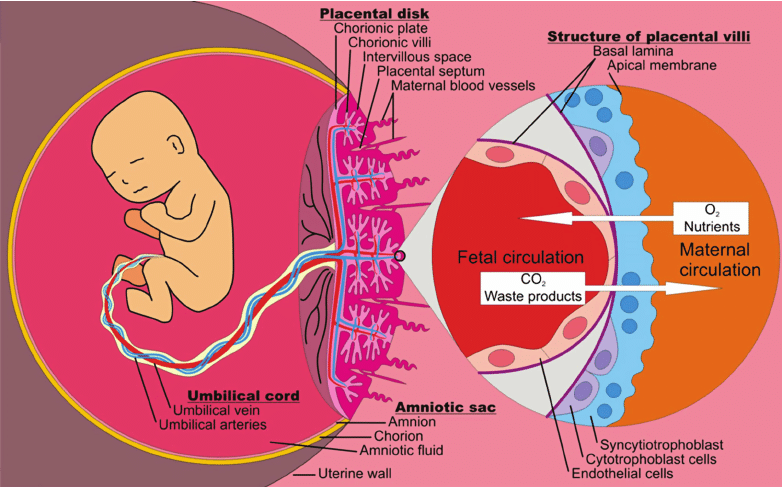 Placental disk
Chorionic plate
Chorionic villi
Intervillous space
Placental septum
Maternal blood vessels
Structure of placental villi
Basal lamina
Apical membrane
O₂
Nutrients
Fetal circulation
Maternal
circulation
CO₂
Waste products
Umbilical cord
Umbilical vein
Umbilical arteries
Amniotic sac
Amnion
Chorion
Amniotic fluid
Uterine wall
Syncytiotrophoblast
Cytotrophoblast cells
Endothelial cells